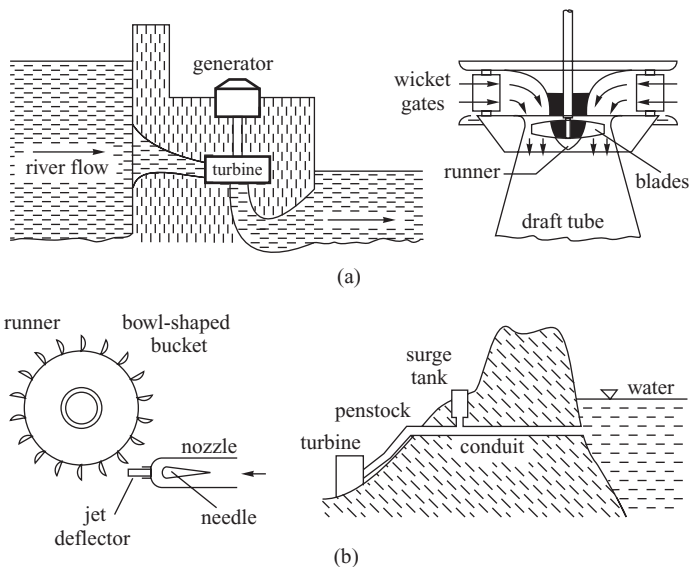 generator
river flow
turbine
wicket
gates
runner
blades
draft tube
(a)
runner
bowl-shaped
bucket
nozzle
jet
deflector
needle
surge
tank
penstock
turbine
conduit
water
(b)